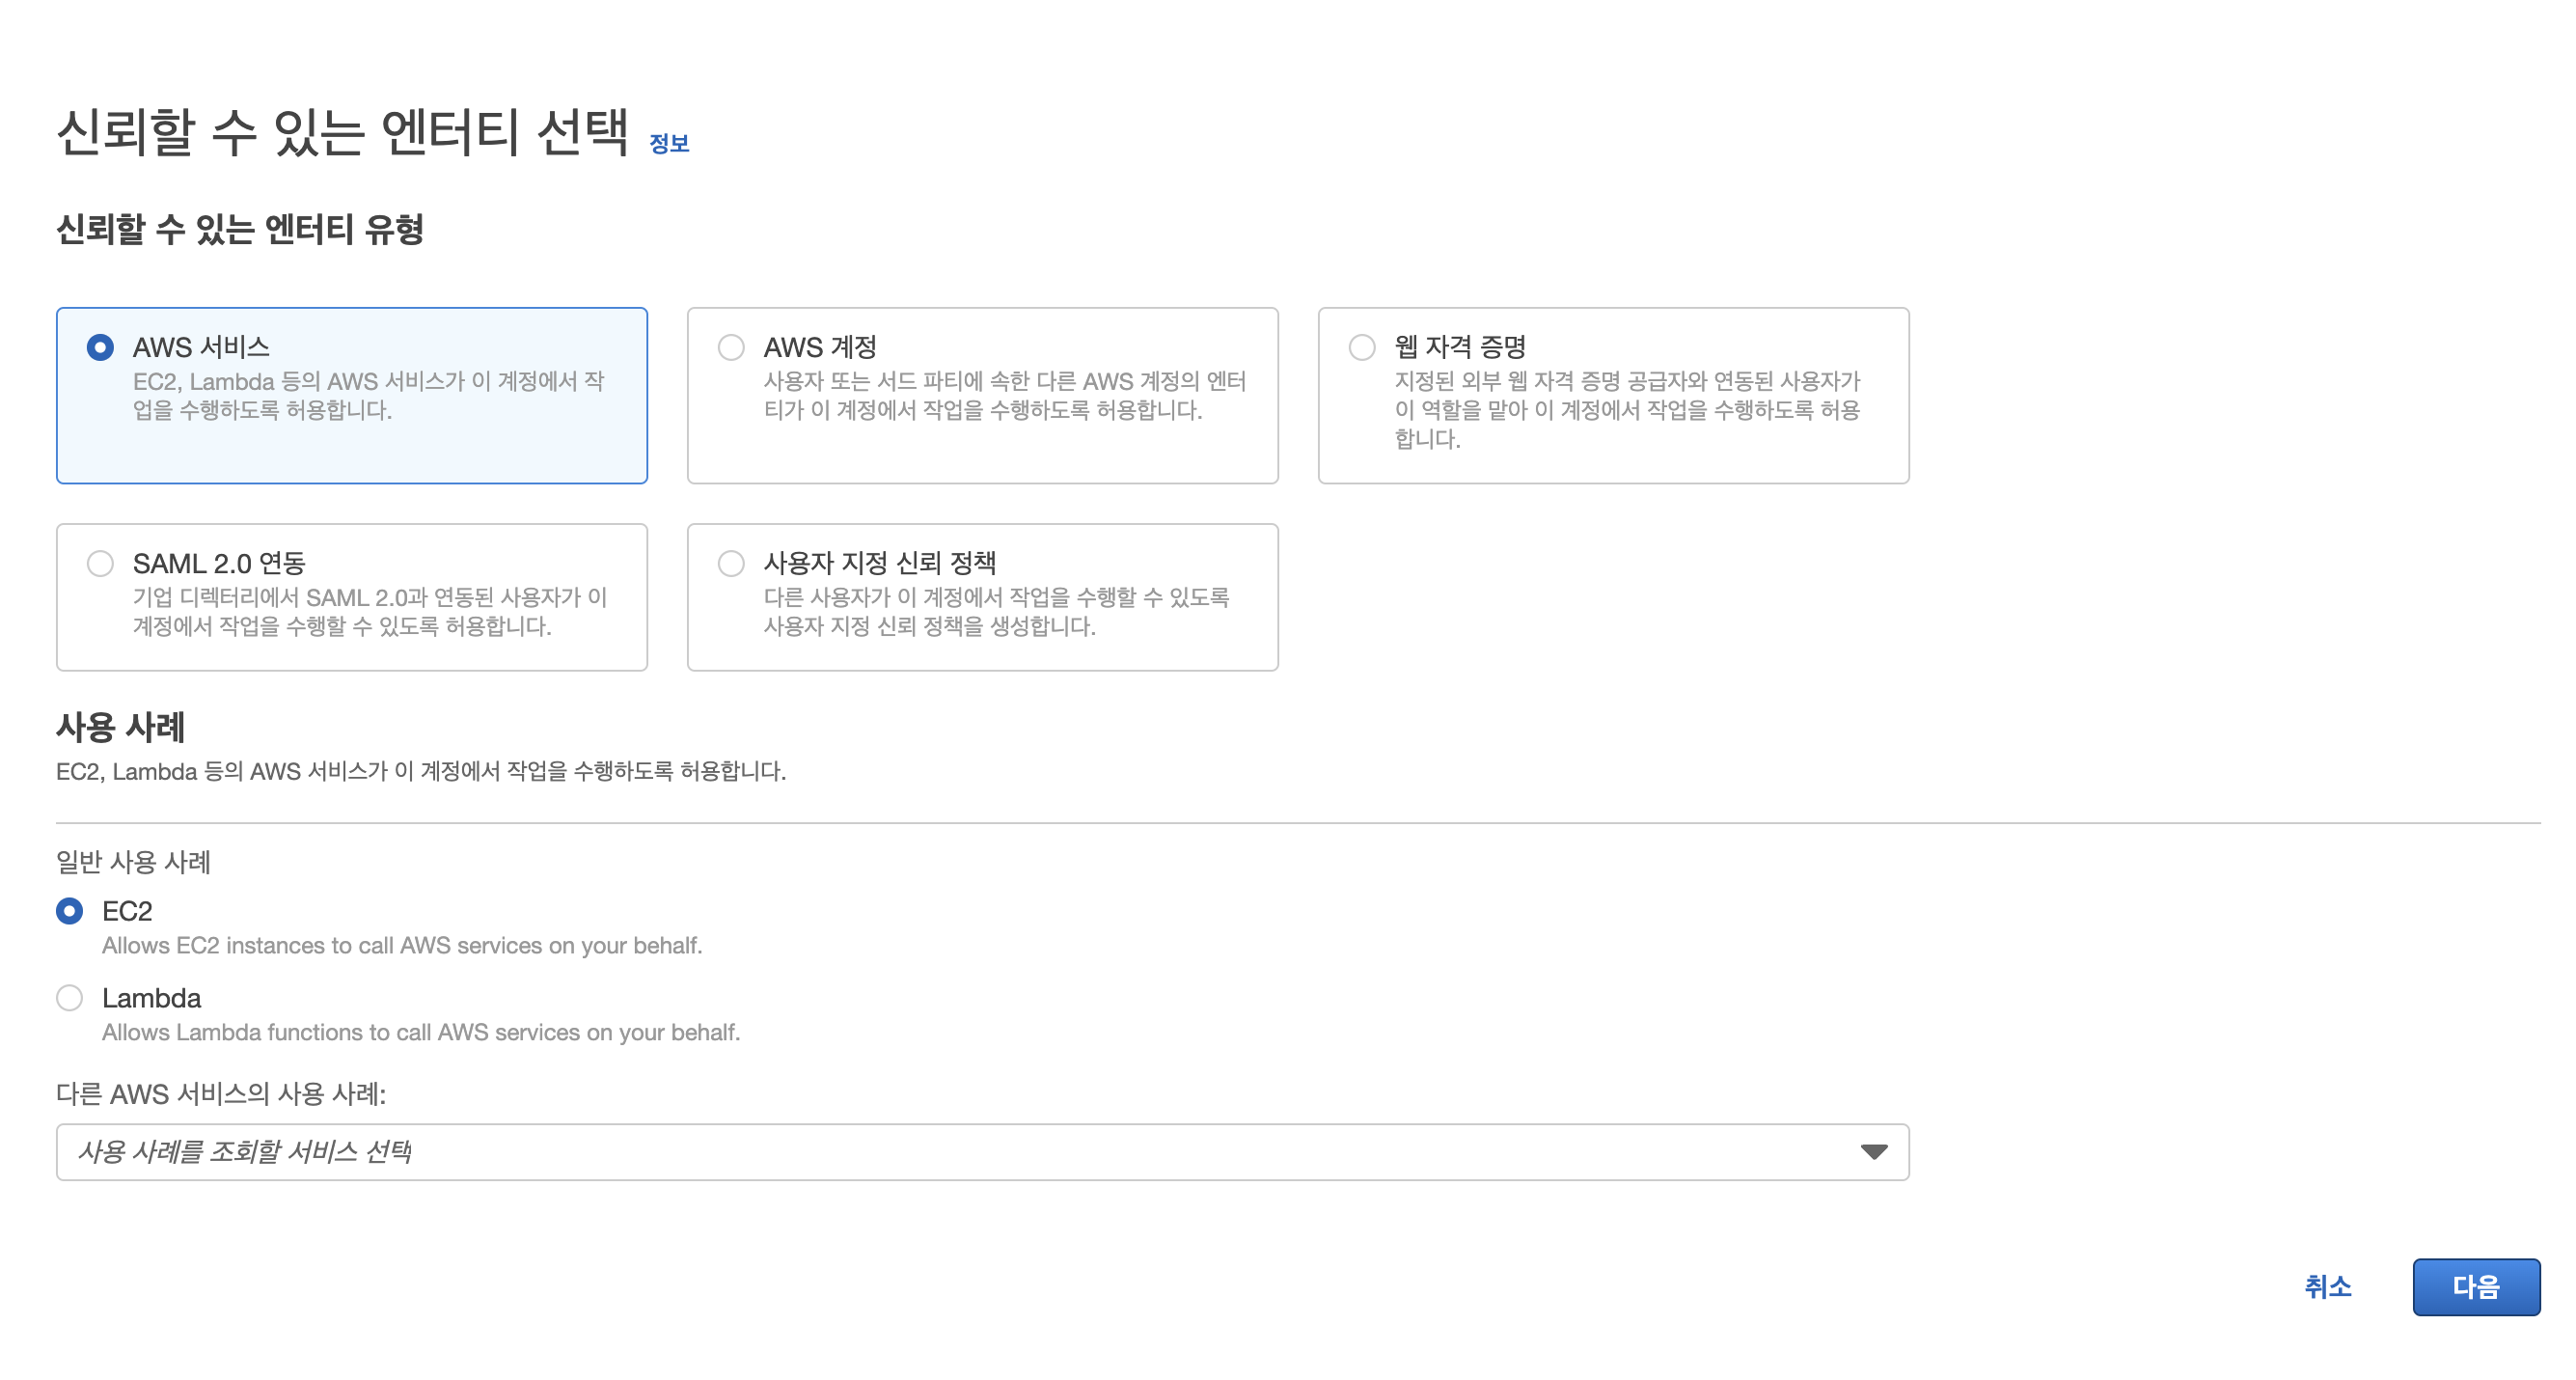 신뢰할 수 있는 엔터티 선택 정보
신뢰할 수 있는 엔터티 유형
AWS 서비스
EC2, Lambda 등의 AWS 서비스가 이 계정에서 작
업을 수행하도록 허용합니다.
AWS 계정
사용자 또는 서드 파티에 속한 다른 AWS 계정의 엔터
티가 이 계정에서 작업을 수행하도록 허용합니다.
웹 자격 증명
지정된 외부 웹 자격 증명 공급자와 연동된 사용자가
이 역할을 맡아 이 계정에서 작업을 수행하도록 허용
합니다.
SAML 2.0 연동
기업 디렉터리에서 SAML 2.0과 연동된 사용자가 이
계정에서 작업을 수행할 수 있도록 허용합니다.
사용자 지정 신뢰 정책
다른 사용자가 이 계정에서 작업을 수행할 수 있도록
사용자 지정 신뢰 정책을 생성합니다.
사용 사례
EC2, Lambda 등의 AWS 서비스가 이 계정에서 작업을 수행하도록 허용합니다.
일반 사용 사례
EC2
Allows EC2 instances to call AWS services on your behalf.
Lambda
Allows Lambda functions to call AWS services on your behalf.
다른 AWS 서비스의 사용 사례:
사용 사례를 조회할 서비스 선택
취소
다음